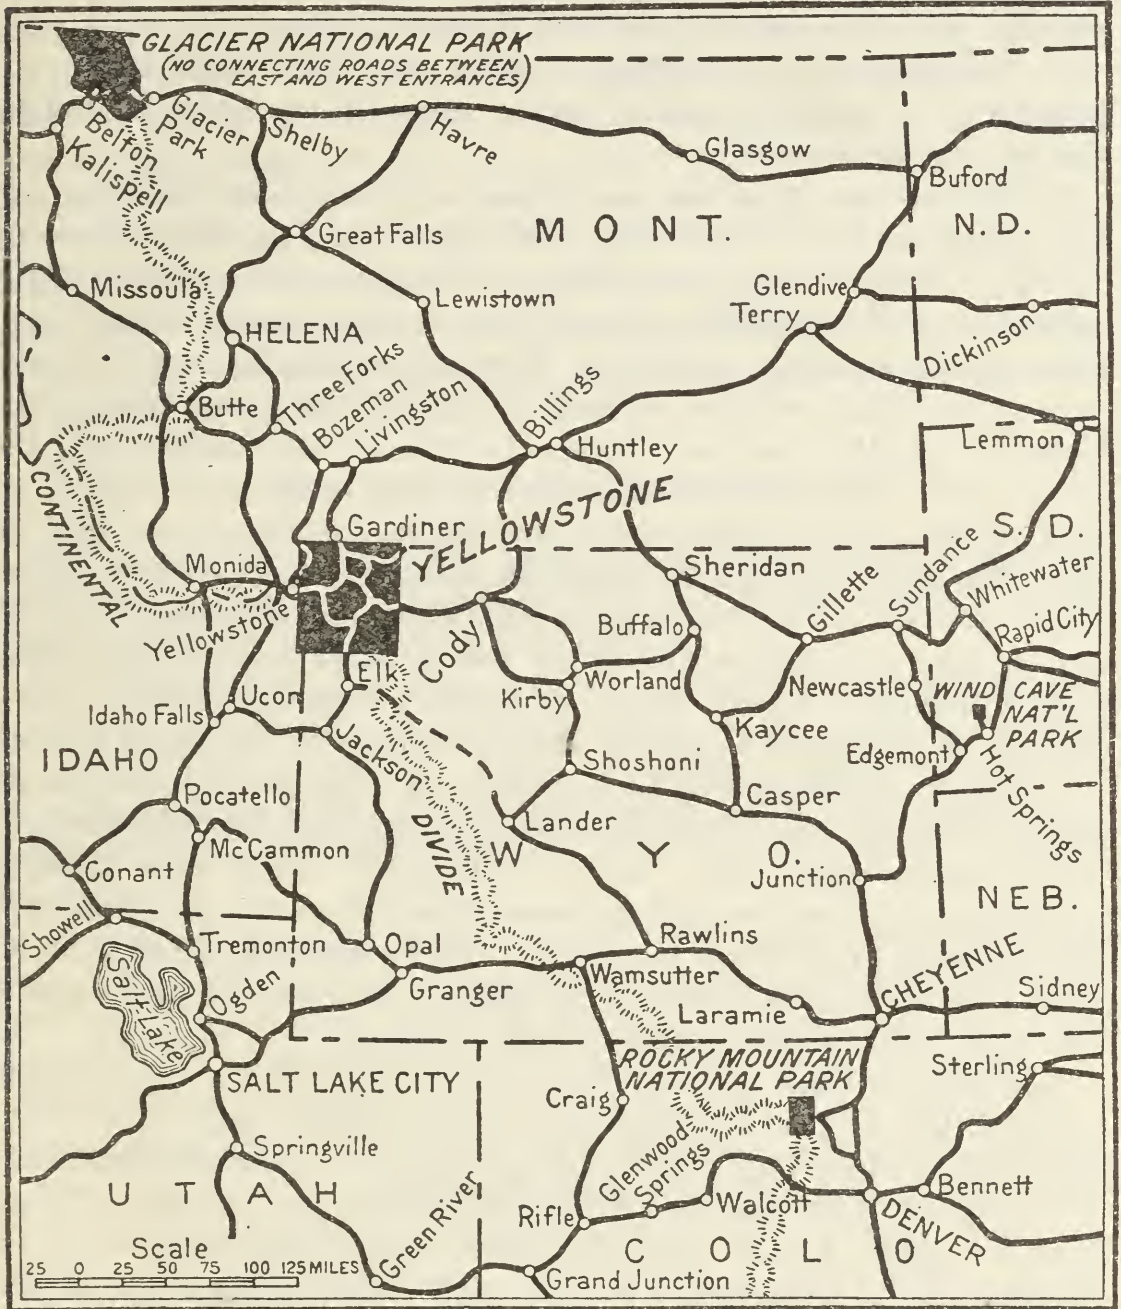 GLACIER NATIONAL PARK
(NO CONNECTING ROADS BETWEEN
EAST AND WEST ENTRANCES)
Belton
Glacier
Park
Shelby
Havre
Kalispell
Glasgow
Buford
Great Falls
MONT.
N.D.
Missoula
Lewistown
Glendive
Terry
Dickinson
HELENA
Butte
Three Forks
Bozeman
Livingston
Billings
Huntley
Lemmon
CONTINENTAL
Gardiner
YELLOWSTONE
S. D.
Monida
Yellowstone
Sheridan
Gillette
Sundance
Whitewater
Rapid City
Cody
Buffalo
Elk
Kirby
Worland
Newcastle
WIND CAVE
NAT'L
PARK
Ucon
Idaho Falls
Jackson
Kaycee
Edgemont
Hot Springs
IDAHO
Shoshoni
Pocatello
Casper
DIVIDE
Lander
McCammon
W Y O.
Conant
Junction
NEB.
Showell
Tremonton
Opal
Rawlins
Wamsutter
CHEYENNE
Salt Lake
Ogden
Granger
Laramie
Sidney
ROCKY MOUNTAIN
NATIONAL PARK
Sterling
SALT LAKE CITY
Craig
Springville
Glenwood
Springs
Walcott
Bennett
UTAH
Green River
Rifle
DENVER
COLO
Scale
25 0 25 50 75 100 125 MILES
Grand Junction